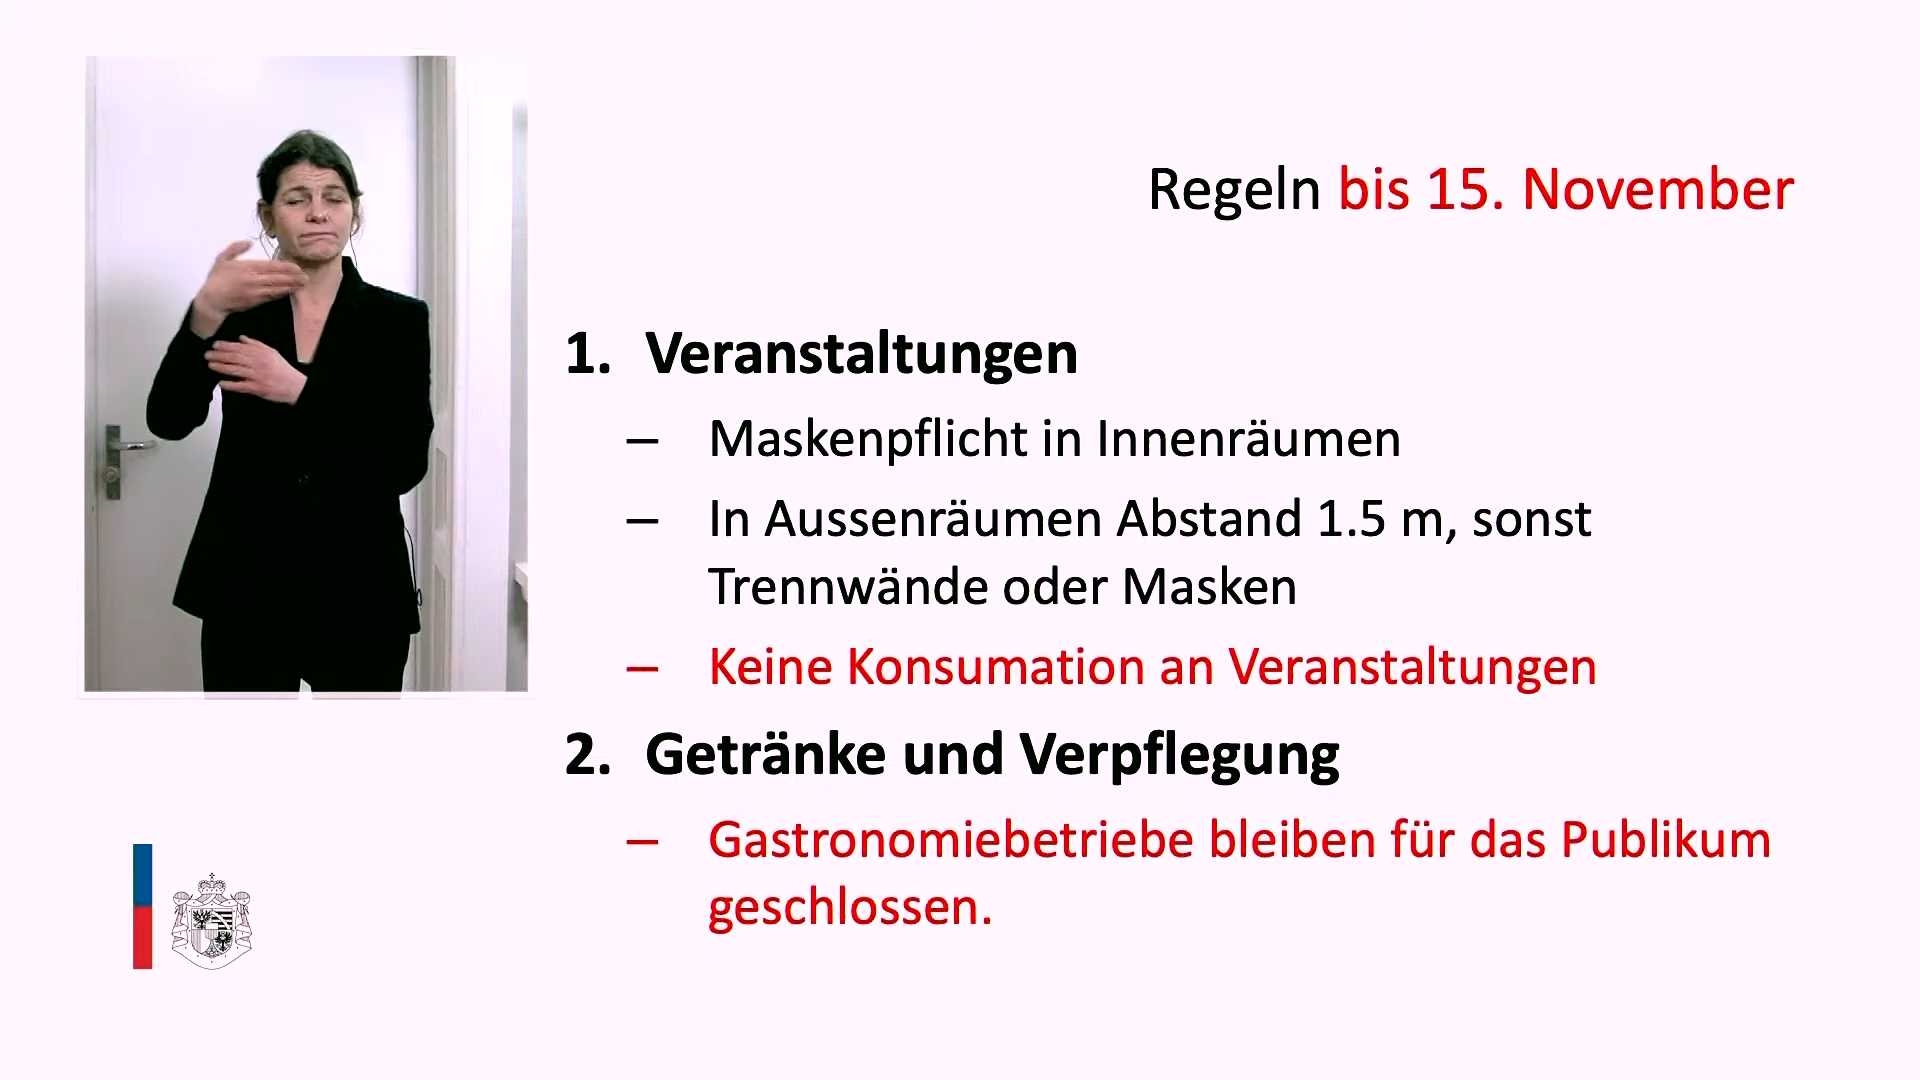 Regeln bis 15. November
1. Veranstaltungen
– Maskenpflicht in Innenräumen
– In Aussenräumen Abstand 1.5 m, sonst
Trennwände oder Masken
– Keine Konsumation an Veranstaltungen
2. Getränke und Verpflegung
– Gastronomiebetriebe bleiben für das Publikum
geschlossen.